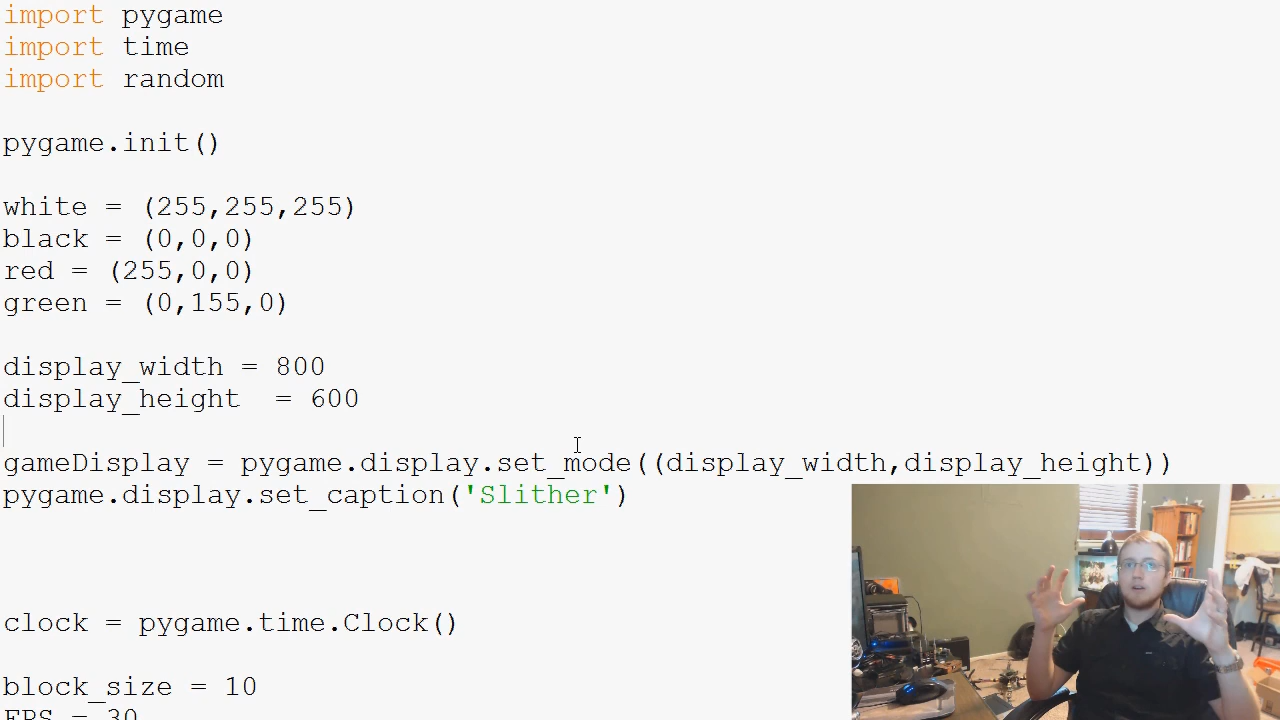 import pygame
import time
import random
pygame.init()
white = (255,255,255)
black = (0,0,0)
red = (255,0,0)
green = (0,155,0)
display_width = 800
display_height  = 600
gameDisplay = pygame.display.set_mode((display_width,display_height))
pygame.display.set_caption('Slither')
clock = pygame.time.Clock()
block_size = 10
FPS = 30